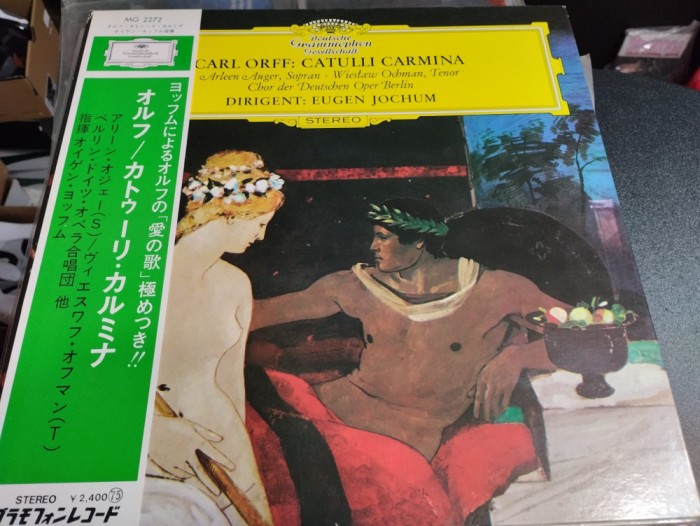 MG 2272
Deutsche
Grammophon
Gesellschaft
CARL ORFF: CATULLI CARMINA
Arleen Auger, Sopran · Wiesław Ochman, Tenor
Chor der Deutschen Oper Berlin
DIRIGENT: EUGEN JOCHUM
STEREO
ヨッフムによるオルフの「愛の歌」極めつき!!
オルフ/カトゥーリ・カルミナ
アリーン・オジェー(S)/ヴィエスワフ・オフマン(T)
ベルリン・ドイツ・オペラ合唱団 他
指揮 オイゲン・ヨッフム
STEREO ¥2,400 75
グラモフォンレコード